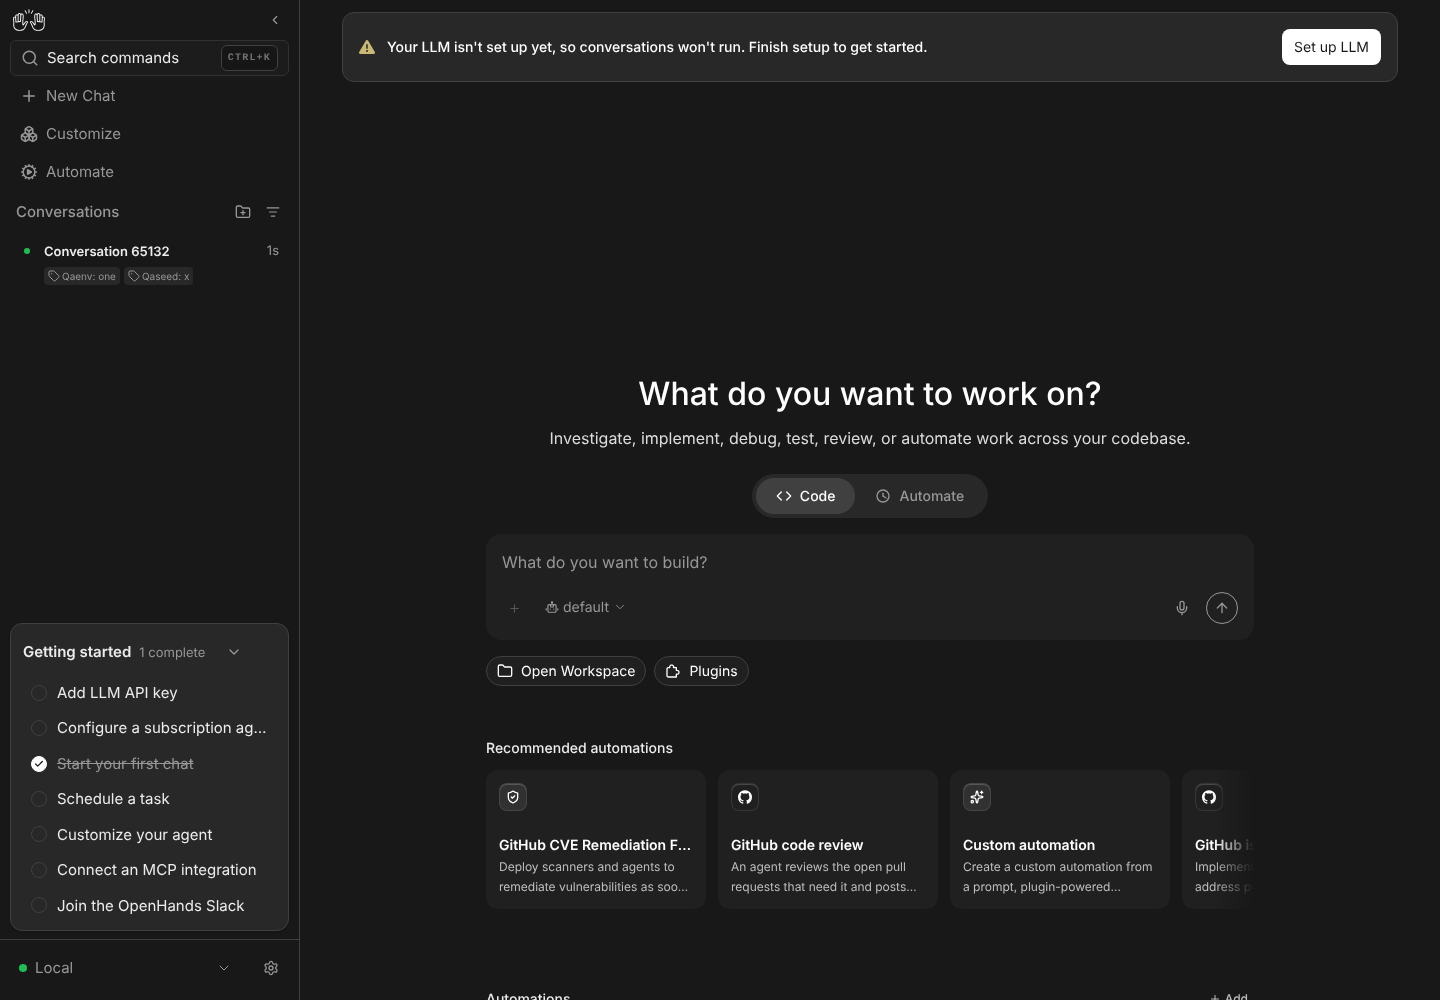 Search commands
CTRL+K
New Chat
Customize
Automate
Conversations
Conversation 65132
1s
Qaenv: one
Qaseed: x
Getting started
1 complete
Add LLM API key
Configure a subscription ag...
Start your first chat
Schedule a task
Customize your agent
Connect an MCP integration
Join the OpenHands Slack
Local
Your LLM isn't set up yet, so conversations won't run. Finish setup to get started.
Set up LLM
What do you want to work on?
Investigate, implement, debug, test, review, or automate work across your codebase.
Code
Automate
What do you want to build?
default
Open Workspace
Plugins
Recommended automations
GitHub CVE Remediation F...
Deploy scanners and agents to
remediate vulnerabilities as soo...
GitHub code review
An agent reviews the open pull
requests that need it and posts...
Custom automation
Create a custom automation from
a prompt, plugin-powered...
GitHub
address
Automations
+ Add